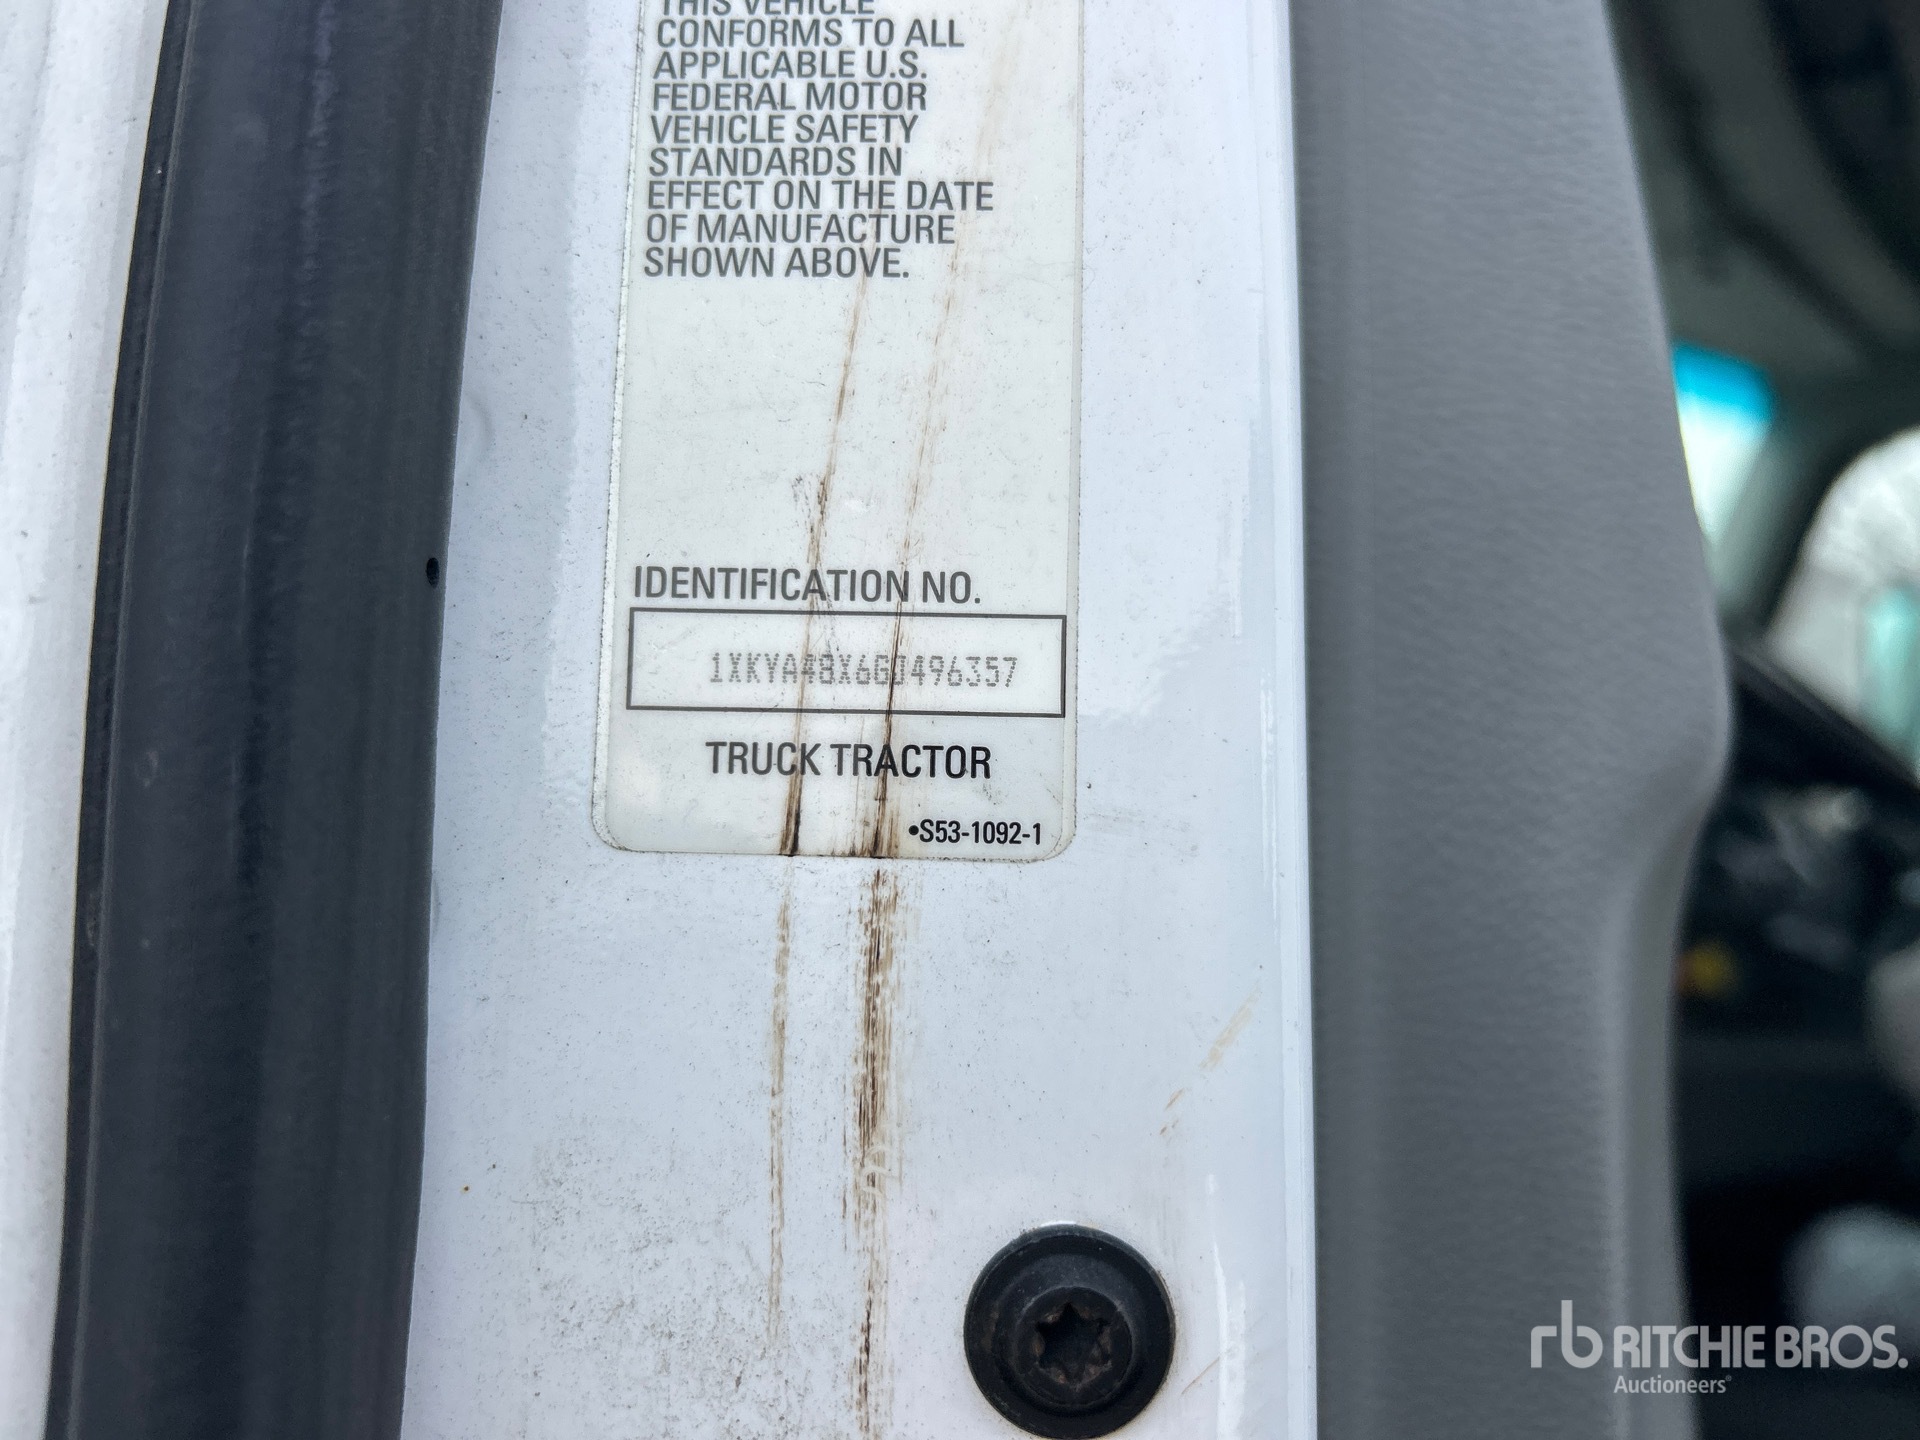 THIS VEHICLE
CONFORMS TO ALL
APPLICABLE U.S.
FEDERAL MOTOR
VEHICLE SAFETY
STANDARDS IN
EFFECT ON THE DATE
OF MANUFACTURE
SHOWN ABOVE.
IDENTIFICATION NO.
1XKYA48X6GJ496357
TRUCK TRACTOR
•S53-1092-1
rb RITCHIE BROS.
Auctioneers®